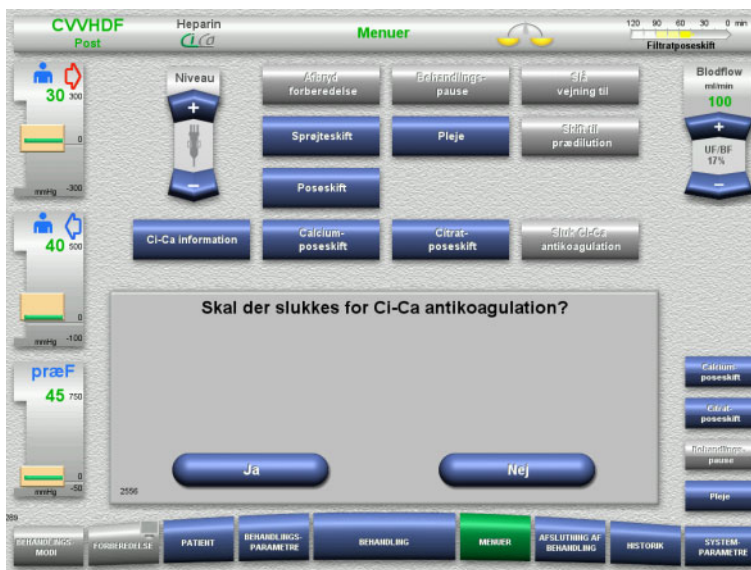 CVVHDF
Post
Heparin
CiCa
Menuer
120 90 60 30 0 min
Filtratposeskift
30
300
0
mmHg -300
40
500
0
mmHg -100
præF
45
750
0
mmHg -50
Niveau
+
−
Afbryd
forberedelse
Behandlings-
pause
Slå
vejning til
Sprøjteskift
Pleje
Skift til
prædilution
Poseskift
Ci-Ca information
Calcium-
poseskift
Citrat-
poseskift
Sluk Ci-Ca
antikoagulation
Blodflow
ml/min
100
+
UF/BF
17%
−
Skal der slukkes for Ci-Ca antikoagulation?
Ja
Nej
2556
Calcium-
poseskift
Citrat-
poseskift
Behandlings-
pause
Pleje
BEHANDLINGS-
MODI
FORBEREDELSE
PATIENT
BEHANDLINGS-
PARAMETRE
BEHANDLING
MENUER
AFSLUTNING AF
BEHANDLING
HISTORIK
SYSTEM-
PARAMETRE